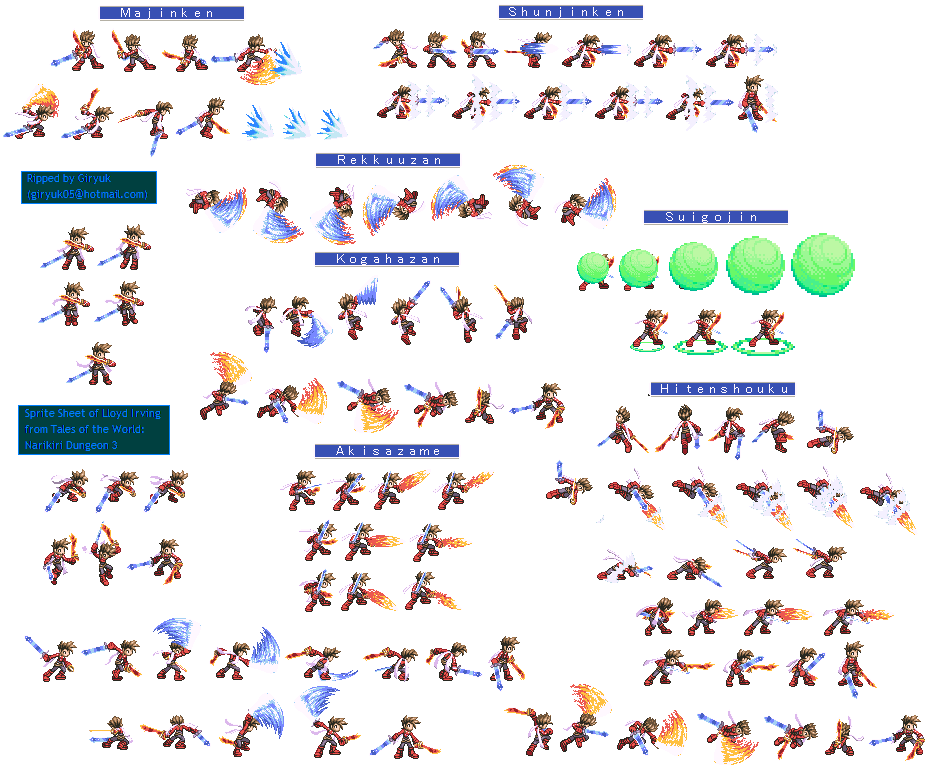 Majinken
Shunjinken
Rekkuuzan
Ripped by Giryuk
(giryuk05@hotmail.com)
Suigojin
Kogahazan
Hitenshouku
Sprite Sheet of Lloyd Irving
from Tales of the World:
Narikiri Dungeon 3
Akisazame